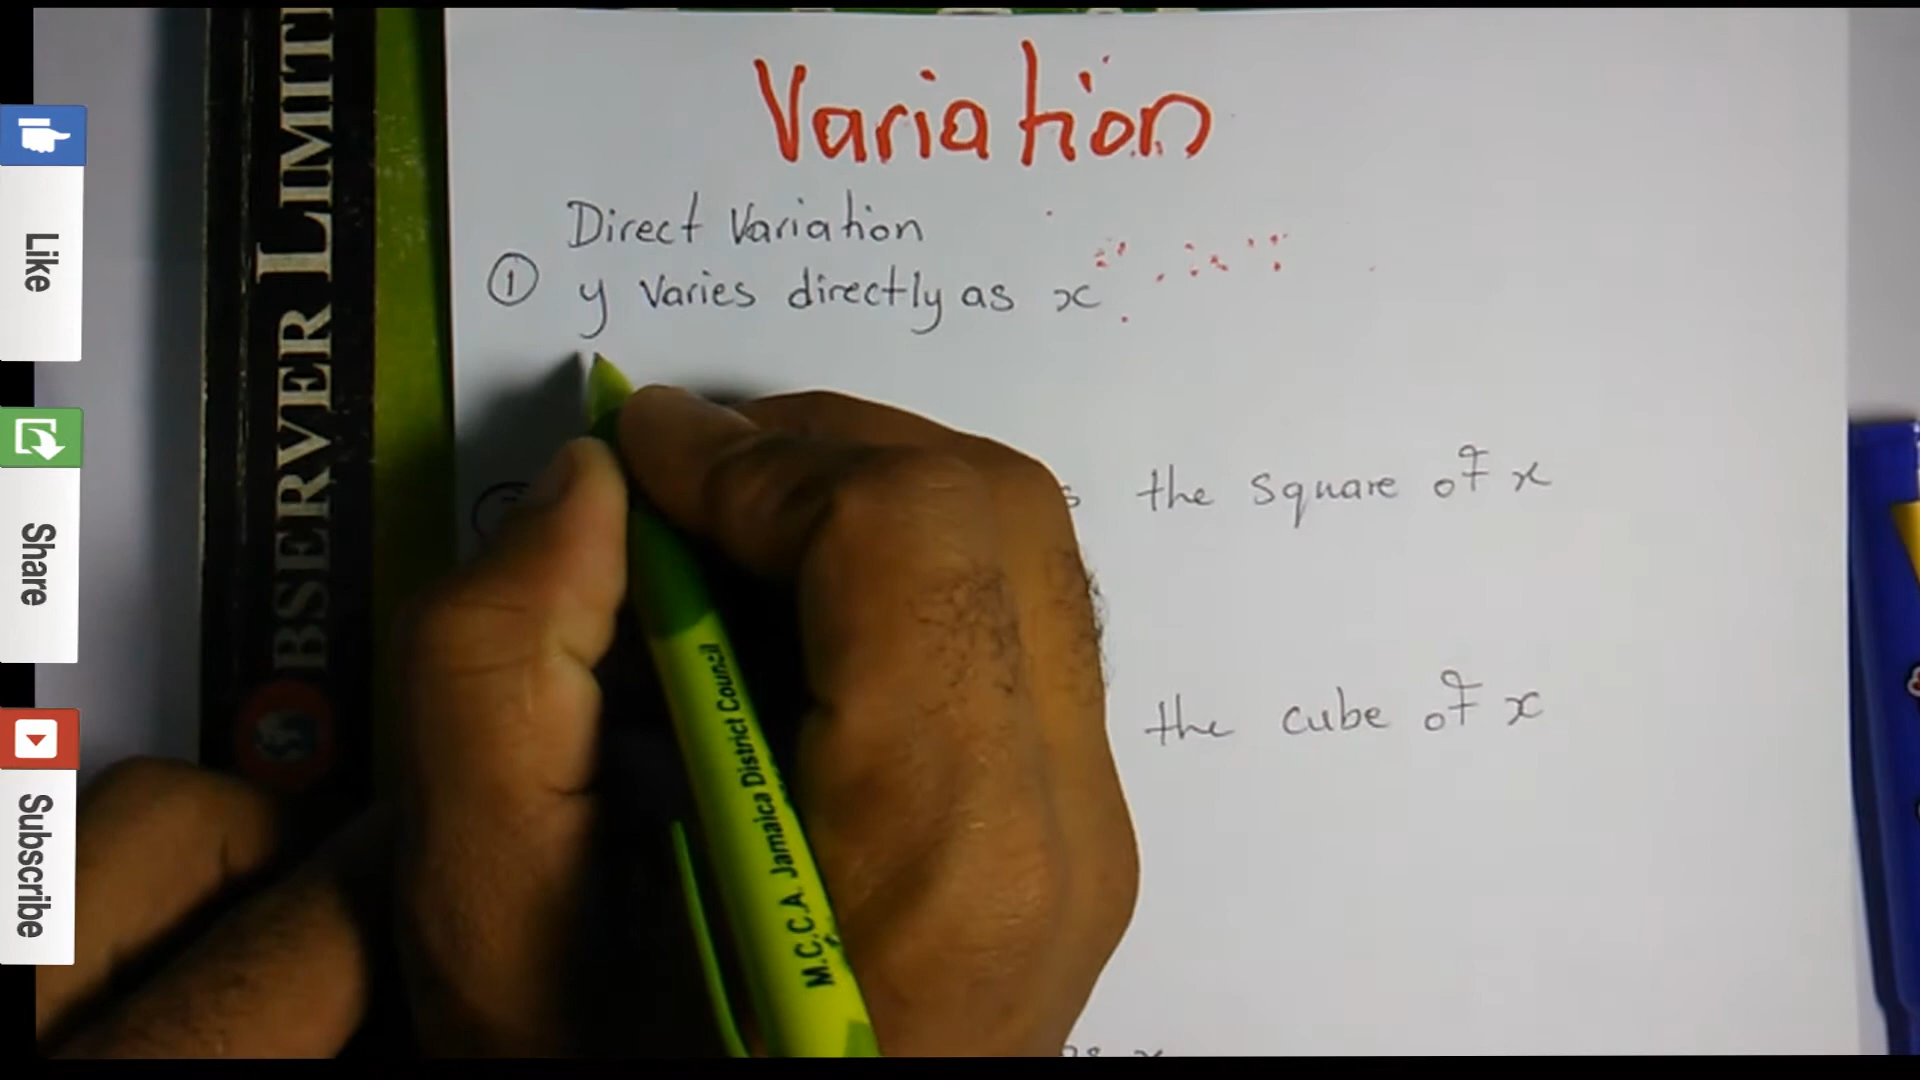 Variation
Direct Variation
① y varies directly as x
the square of x
the cube of x
OBSERVER LIMIT
M.C.C.A. Jamaica District Council
Like
Share
Subscribe